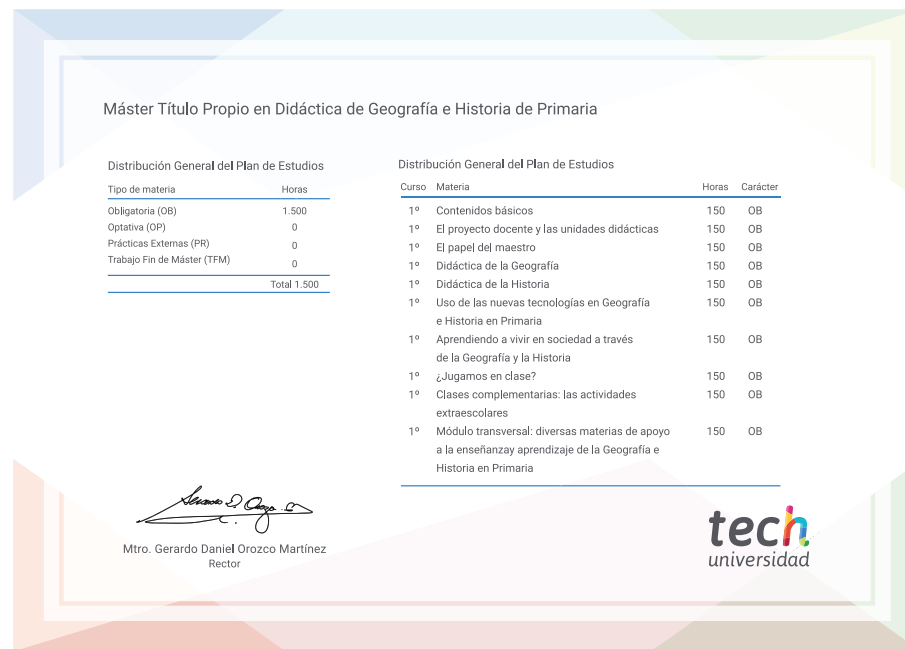 Máster Título Propio en Didáctica de Geografía e Historia de Primaria
Distribución General del Plan de Estudios
Tipo de materia Horas
Obligatoria (OB) 1.500
Optativa (OP) 0
Prácticas Externas (PR) 0
Trabajo Fin de Máster (TFM) 0
Total 1.500
Distribución General del Plan de Estudios
Curso Materia Horas Carácter
1º Contenidos básicos 150 OB
1º El proyecto docente y las unidades didácticas 150 OB
1º El papel del maestro 150 OB
1º Didáctica de la Geografía 150 OB
1º Didáctica de la Historia 150 OB
1º Uso de las nuevas tecnologías en Geografía 150 OB
e Historia en Primaria
1º Aprendiendo a vivir en sociedad a través 150 OB
de la Geografía y la Historia
1º ¿Jugamos en clase? 150 OB
1º Clases complementarias: las actividades 150 OB
extraescolares
1º Módulo transversal: diversas materias de apoyo 150 OB
a la enseñanzay aprendizaje de la Geografía e
Historia en Primaria
Mtro. Gerardo Daniel Orozco Martínez
Rector
tech
universidad